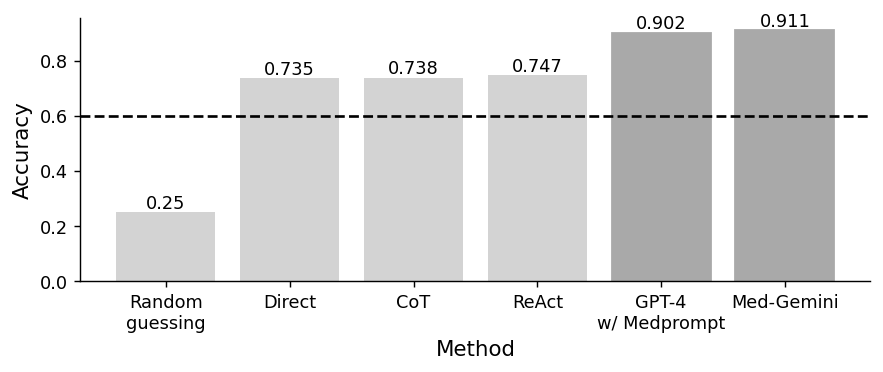 0.902
0.911
0.8
0.735
0.738
0.747
0.6
Accuracy
0.4
0.25
0.2
0.0
Random
guessing
Direct
CoT
ReAct
GPT-4
w/ Medprompt
Med-Gemini
Method